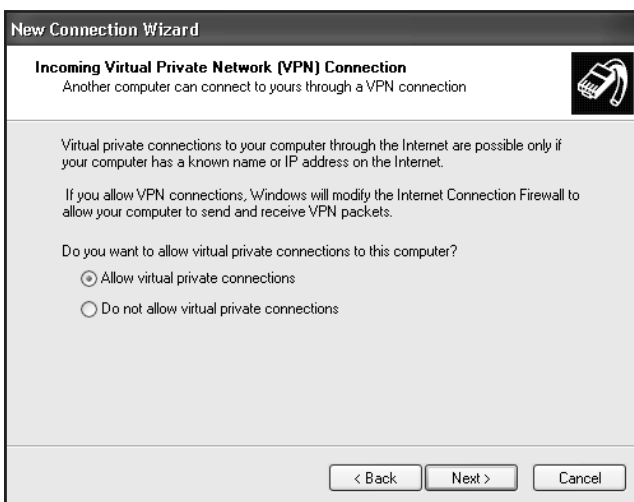 New Connection Wizard
Incoming Virtual Private Network (VPN) Connection
Another computer can connect to yours through a VPN connection
Virtual private connections to your computer through the Internet are possible only if
your computer has a known name or IP address on the Internet.
If you allow VPN connections, Windows will modify the Internet Connection Firewall to
allow your computer to send and receive VPN packets.
Do you want to allow virtual private connections to this computer?
Allow virtual private connections
Do not allow virtual private connections
< Back Next > Cancel